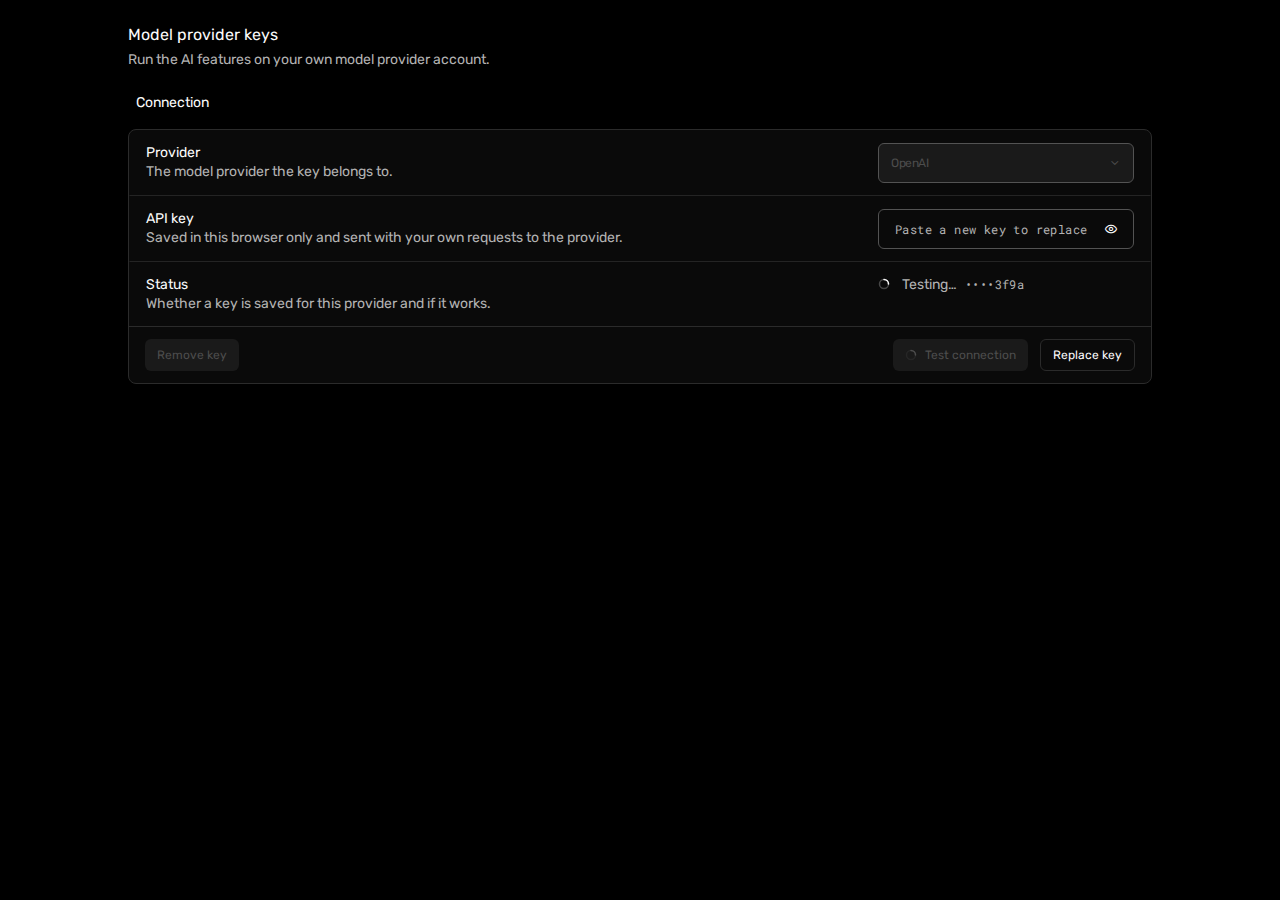 Model provider keys
Run the AI features on your own model provider account.
Connection
Provider
The model provider the key belongs to.
OpenAI
API key
Saved in this browser only and sent with your own requests to the provider.
Paste a new key to replace
Status
Whether a key is saved for this provider and if it works.
Testing… ••••3f9a
Remove key
Test connection
Replace key